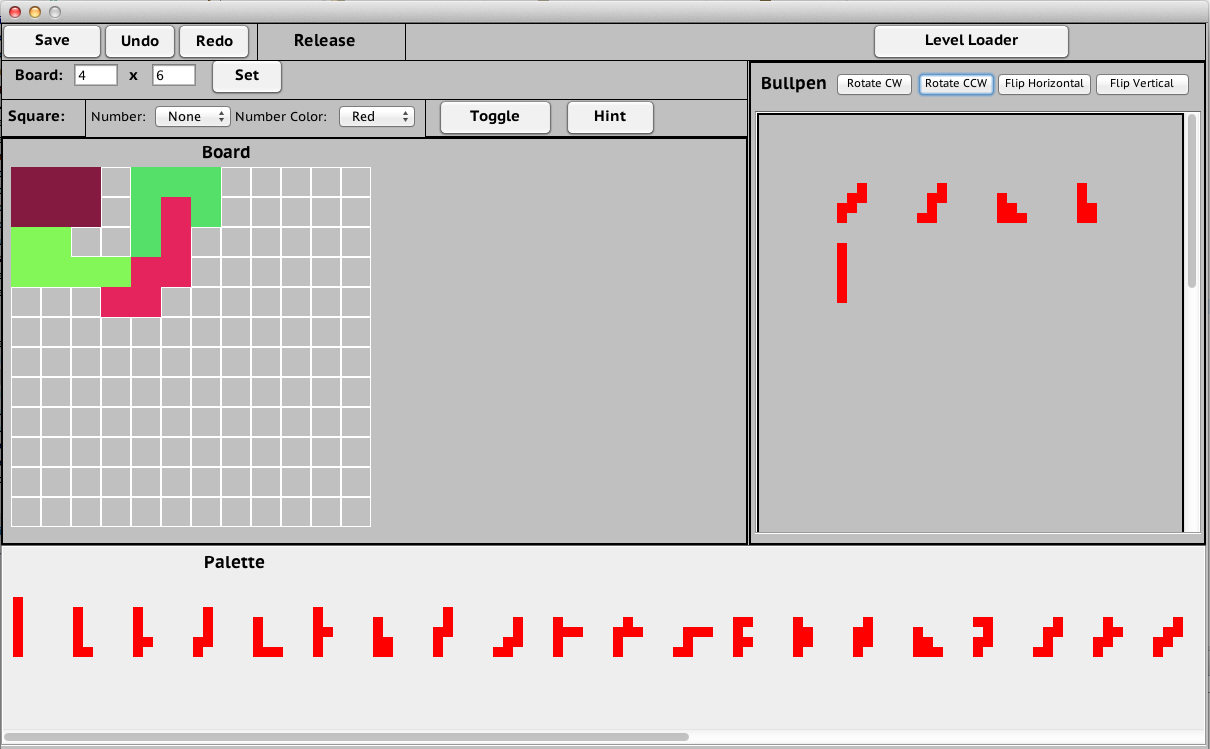 Save Undo Redo Release Level Loader
Board: 4 x 6 Set
Bullpen Rotate CW Rotate CCW Flip Horizontal Flip Vertical
Square: Number: None Number Color: Red Toggle Hint
Board
Palette